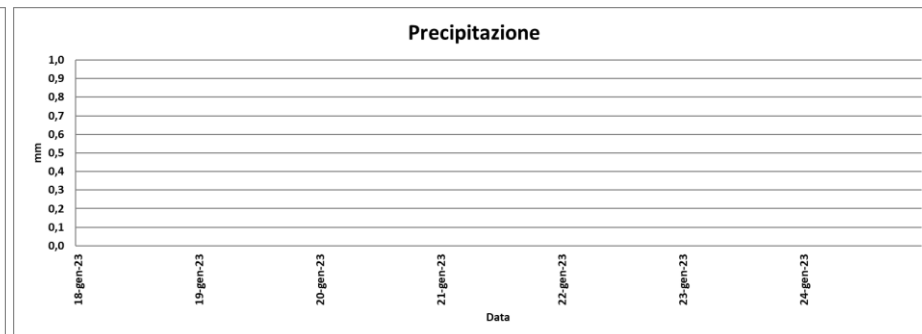 Precipitazione
1,0
0,9
0,8
0,7
0,6
0,5
0,4
0,3
0,2
0,1
0,0
mm
18-gen-23
19-gen-23
20-gen-23
21-gen-23
22-gen-23
23-gen-23
24-gen-23
Data